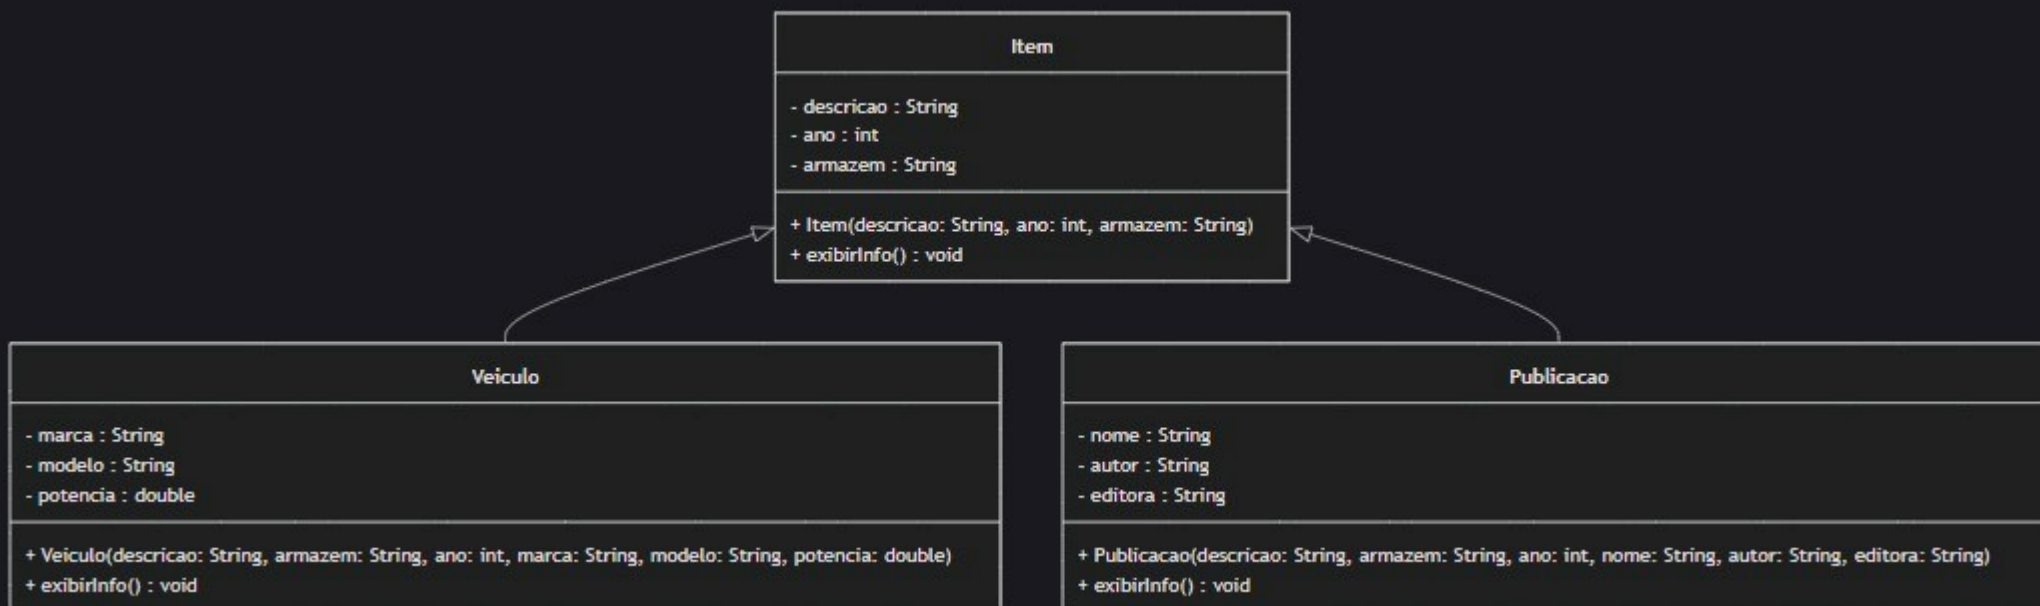 Item
- descricao : String
- ano : int
- armazem : String
+ Item(descricao: String, ano: int, armazem: String)
+ exibirInfo() : void
Veiculo
- marca : String
- modelo : String
- potencia : double
+ Veiculo(descricao: String, armazem: String, ano: int, marca: String, modelo: String, potencia: double)
+ exibirInfo() : void
Publicacao
- nome : String
- autor : String
- editora : String
+ Publicacao(descricao: String, armazem: String, ano: int, nome: String, autor: String, editora: String)
+ exibirInfo() : void